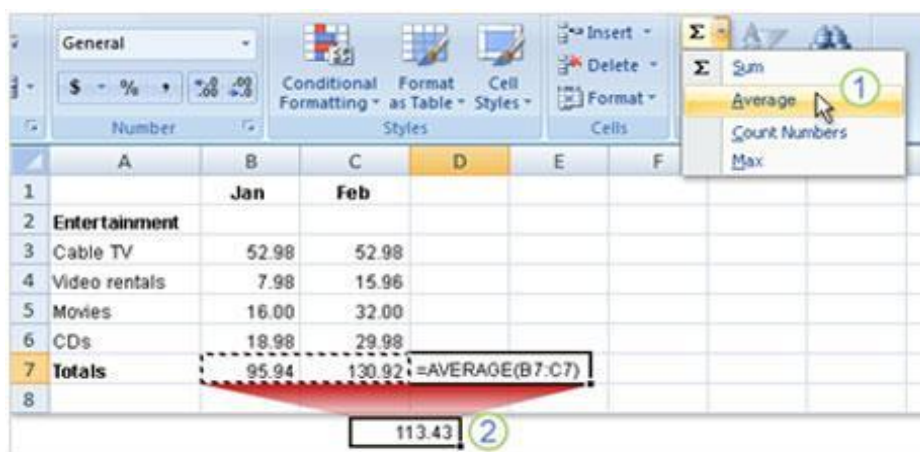 General
Insert
Σ
Delete
Σ Sum
$ % ,
Conditional Formatting
Format as Table
Cell Styles
Format
Average
1
Number
Styles
Cells
Count Numbers
Max
A B C D E F
1 Jan Feb
2 Entertainment
3 Cable TV 52.98 52.98
4 Video rentals 7.98 15.96
5 Movies 16.00 32.00
6 CDs 18.98 29.98
7 Totals 95.94 130.92 =AVERAGE(B7:C7)
8
113.43 2